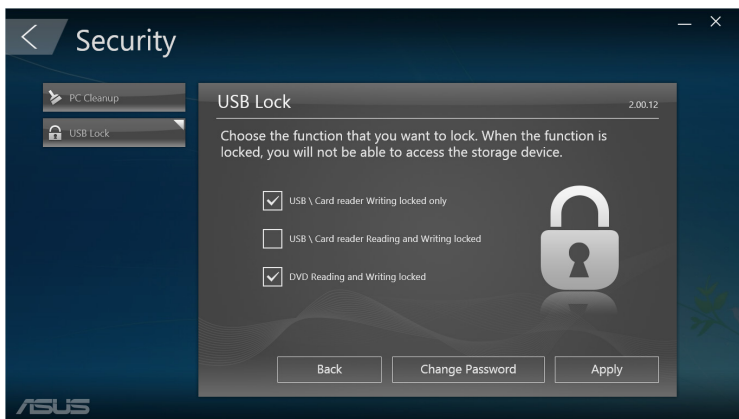 Security
PC Cleanup
USB Lock
USB Lock
2.00.12
Choose the function that you want to lock. When the function is
locked, you will not be able to access the storage device.
USB \ Card reader Writing locked only
USB \ Card reader Reading and Writing locked
DVD Reading and Writing locked
Back
Change Password
Apply
ASUS